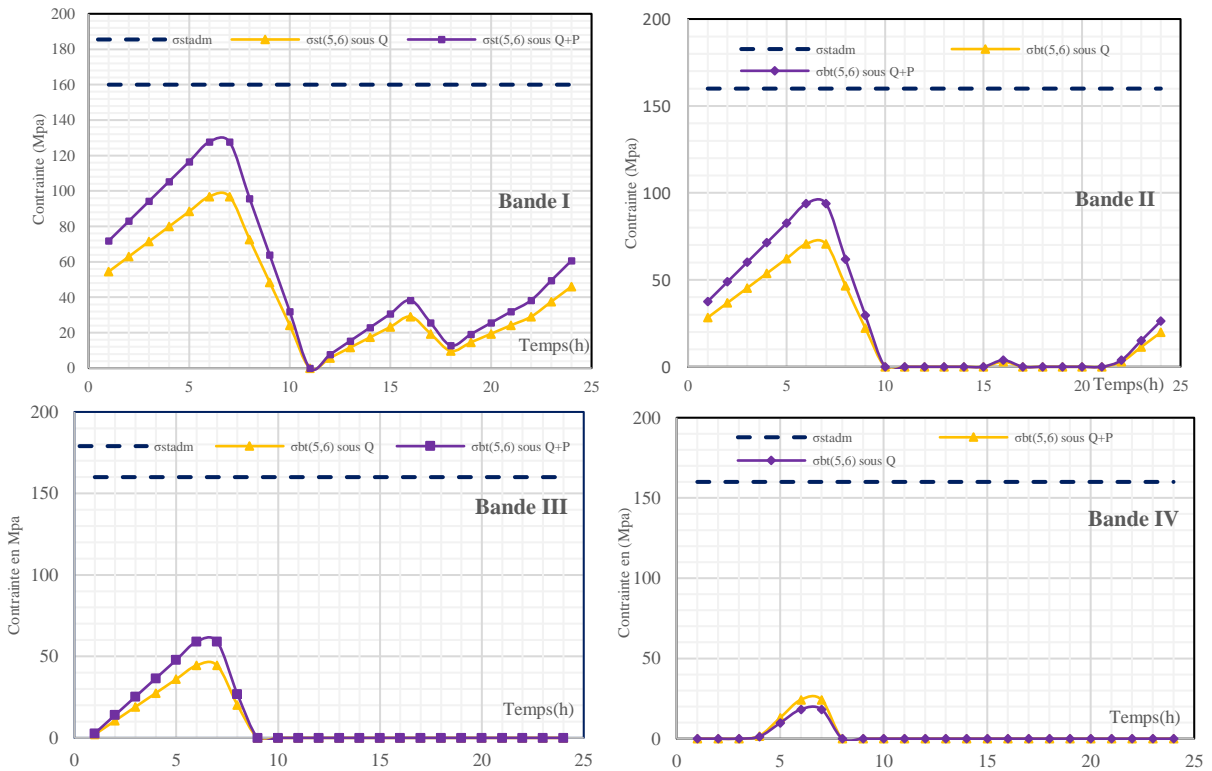 200
180
160
140
120
100
80
60
40
20
0
Contrainte (Mpa)
σstadm
σst(5,6) sous Q
σst(5,6) sous Q+P
Bande I
Temps(h)
0 5 10 15 20 25
200
150
100
50
0
Contrainte (Mpa)
σstadm
σbt(5,6) sous Q
σbt(5,6) sous Q+P
Bande II
Temps(h)
0 5 10 15 20 25
200
150
100
50
0
Contrainte en Mpa
σstadm
σbt(5,6) sous Q
σbt(5,6) sous Q+P
Bande III
Temps(h)
0 5 10 15 20 25
200
150
100
50
0
Contrainte en (Mpa)
σstadm
σbt(5,6) sous Q+P
σbt(5,6) sous Q
Bande IV
Temps(h)
0 5 10 15 20 25